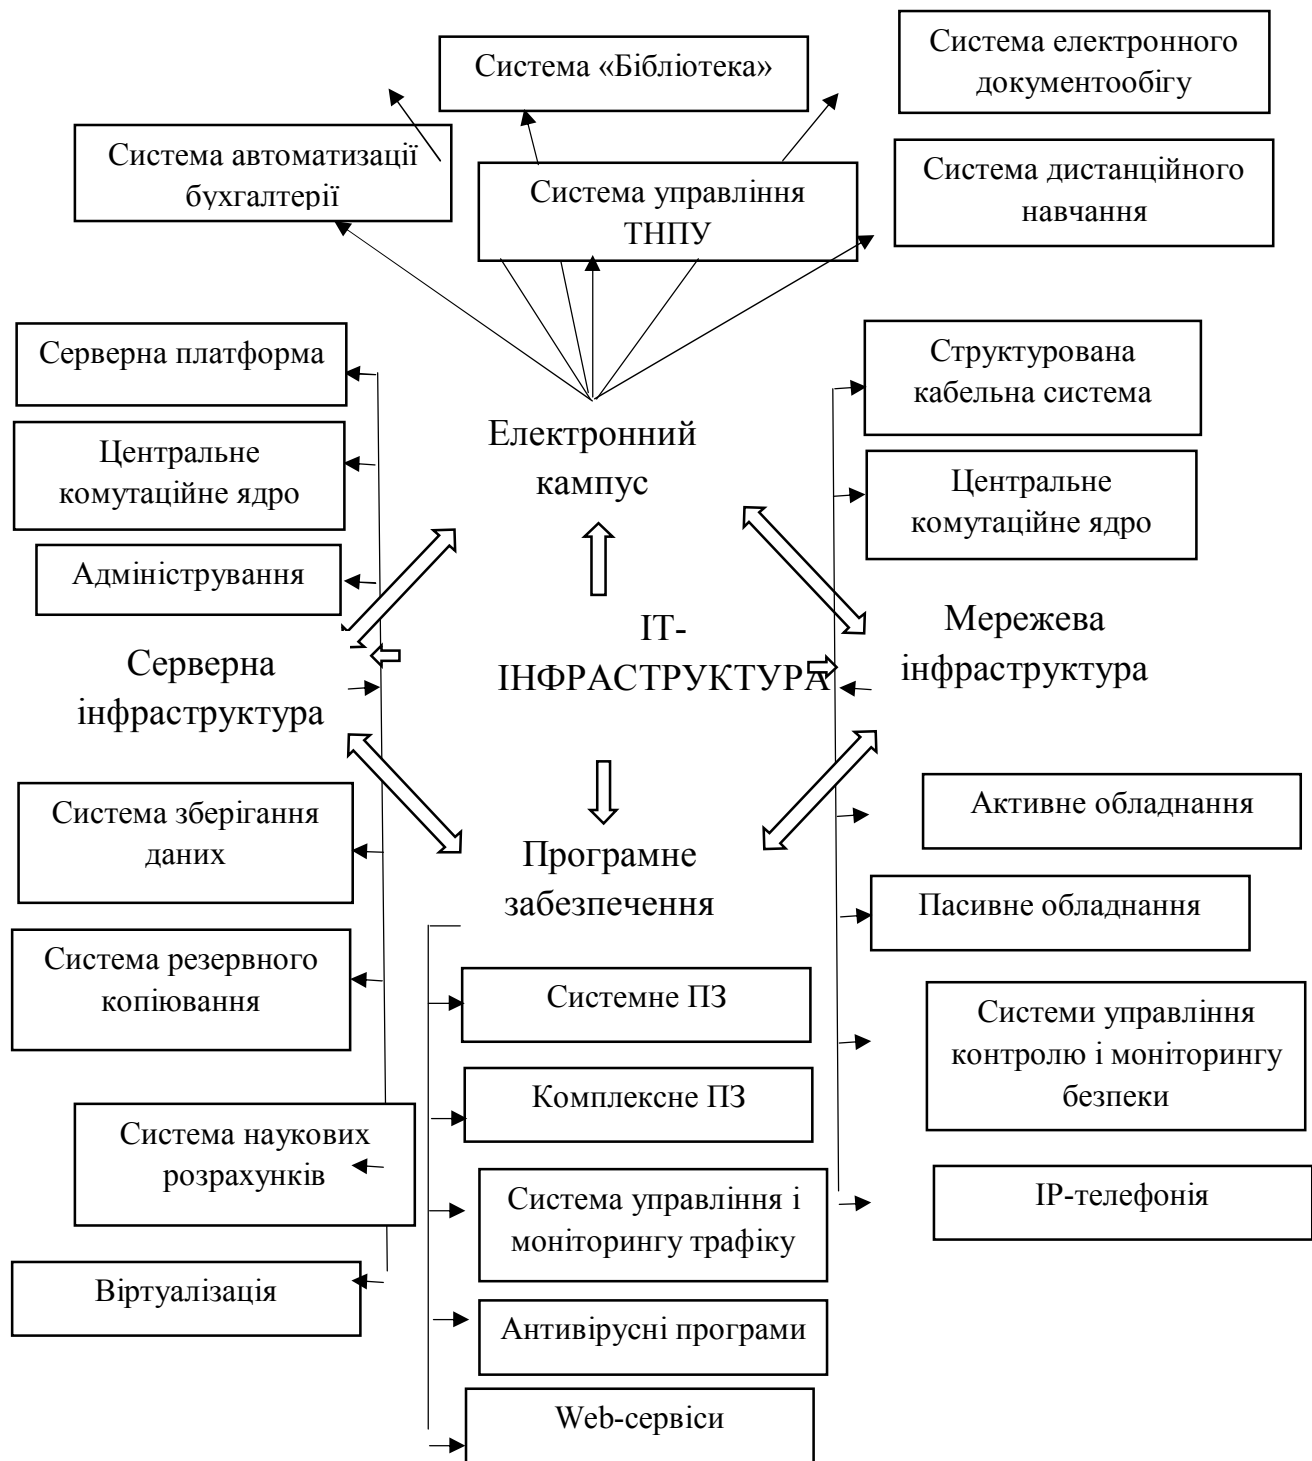 Система «Бібліотека»
Система електронного
документообігу
Система автоматизації
бухгалтерії
Система управління
ТНПУ
Система дистанційного
навчання
Серверна платформа
Структурована
кабельна система
Електронний
кампус
Центральне
комутаційне ядро
Центральне
комутаційне ядро
Адміністрування
Серверна
інфраструктура
ІТ-
ІНФРАСТРУКТУРА
Мережева
інфраструктура
Система зберігання
даних
Програмне
забезпечення
Активне обладнання
Пасивне обладнання
Система резервного
копіювання
Системне ПЗ
Системи управління
контролю і моніторингу
безпеки
Комплексне ПЗ
Система наукових
розрахунків
Система управління і
моніторингу трафіку
ІР-телефонія
Віртуалізація
Антивірусні програми
Web-сервіси